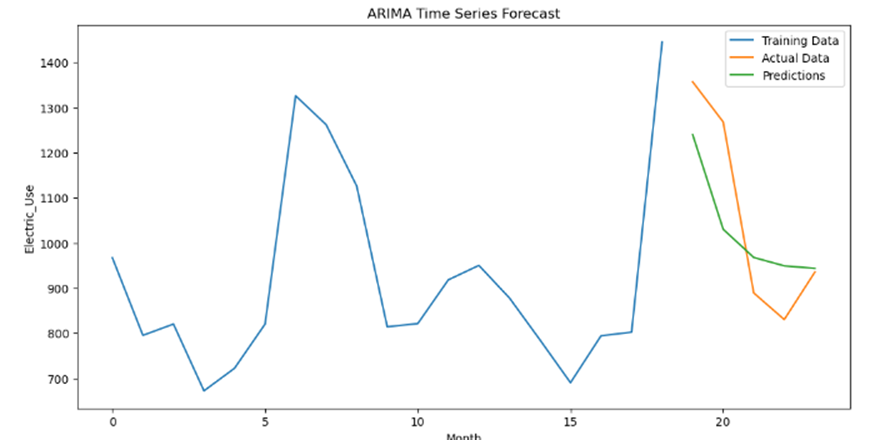 ARIMA Time Series Forecast
Training Data
Actual Data
Predictions
1400
1300
1200
1100
1000
900
800
700
Electric_Use
0 5 10 15 20
Month